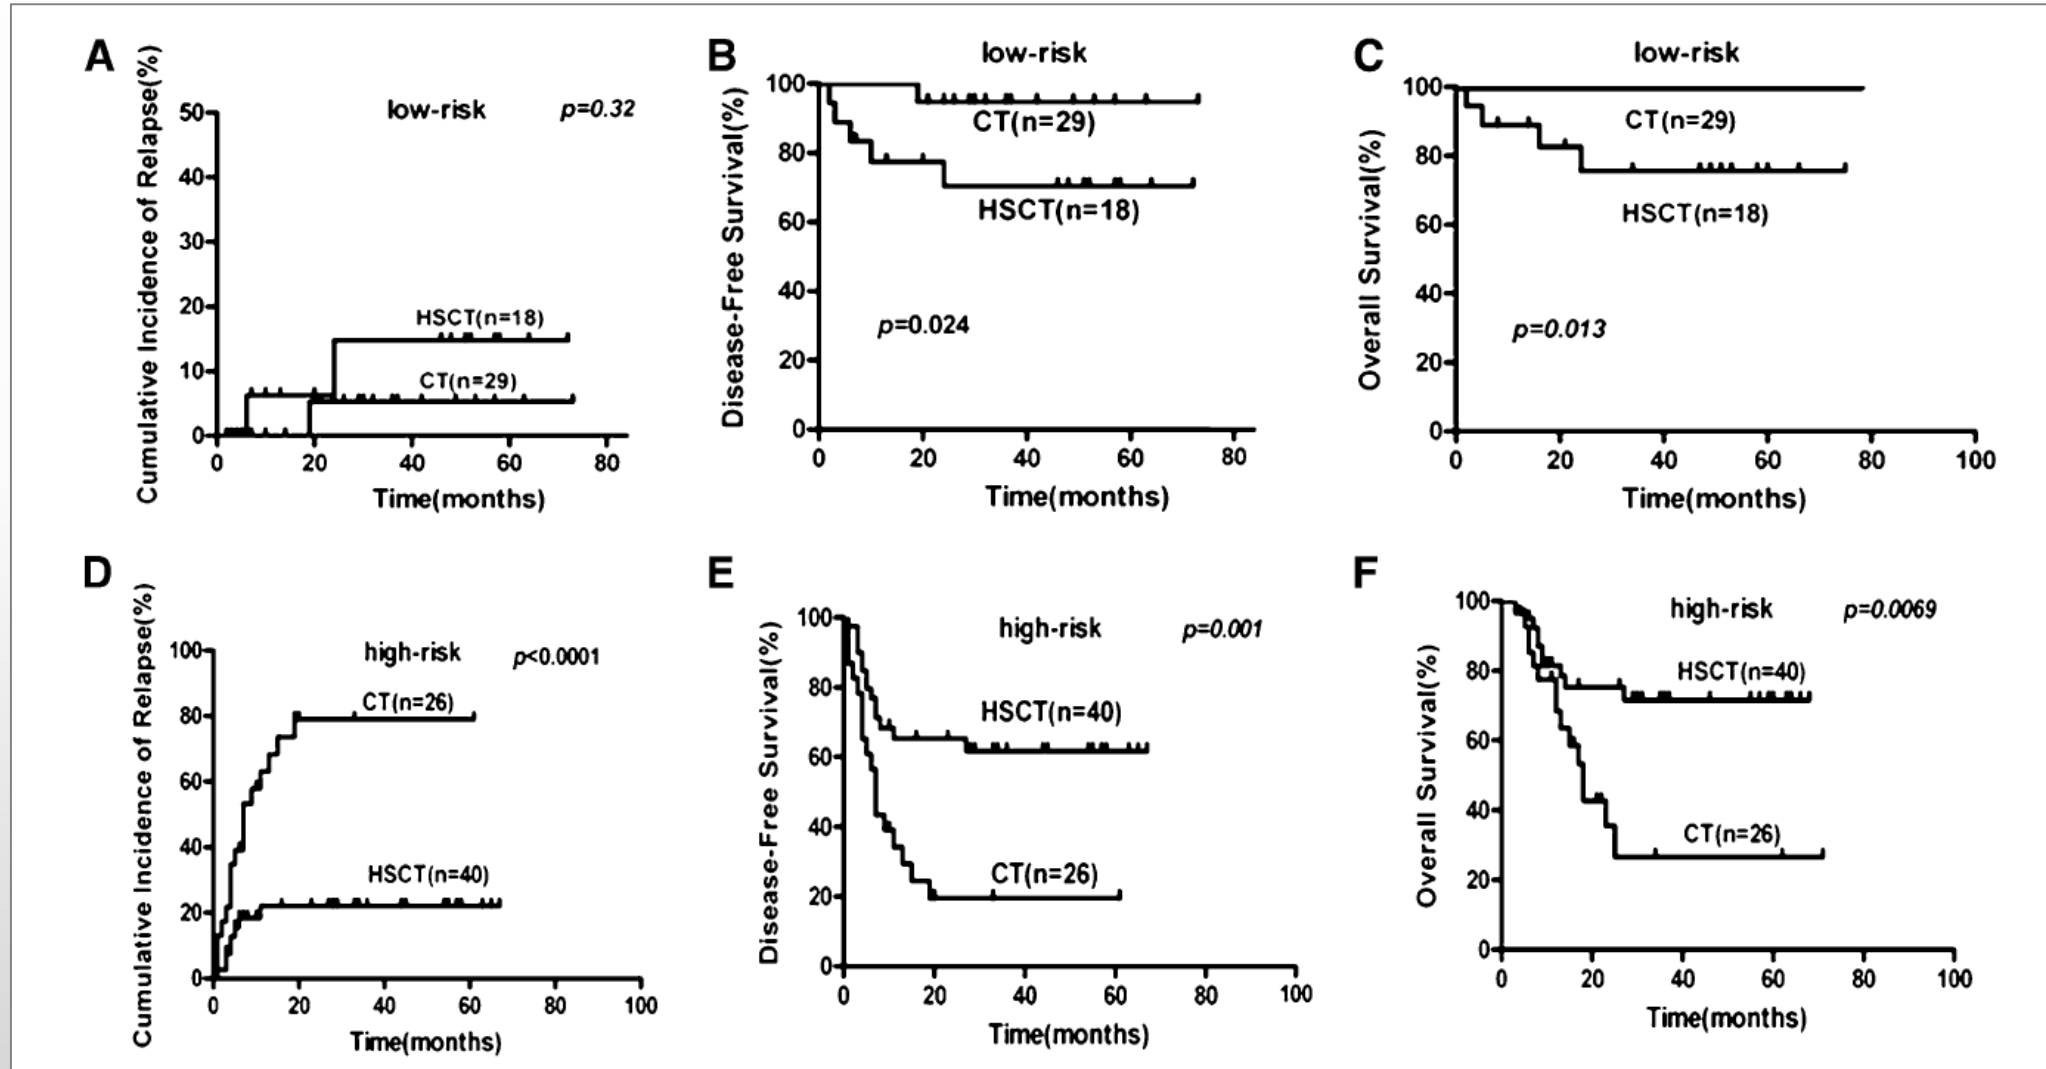 A
low-risk
p=0.32
Cumulative Incidence of Relapse(%)
50
40
30
20
10
0
HSCT(n=18)
CT(n=29)
0 20 40 60 80
Time(months)
B
low-risk
Disease-Free Survival(%)
100
80
60
40
20
0
CT(n=29)
HSCT(n=18)
p=0.024
0 20 40 60 80
Time(months)
C
low-risk
Overall Survival(%)
100
80
60
40
20
0
CT(n=29)
HSCT(n=18)
p=0.013
0 20 40 60 80 100
Time(months)
D
high-risk
p<0.0001
Cumulative Incidence of Relapse(%)
100
80
60
40
20
0
CT(n=26)
HSCT(n=40)
0 20 40 60 80 100
Time(months)
E
high-risk
p=0.001
Disease-Free Survival(%)
100
80
60
40
20
0
HSCT(n=40)
CT(n=26)
0 20 40 60 80 100
Time(months)
F
high-risk
p=0.0069
Overall Survival(%)
100
80
60
40
20
0
HSCT(n=40)
CT(n=26)
0 20 40 60 80 100
Time(months)